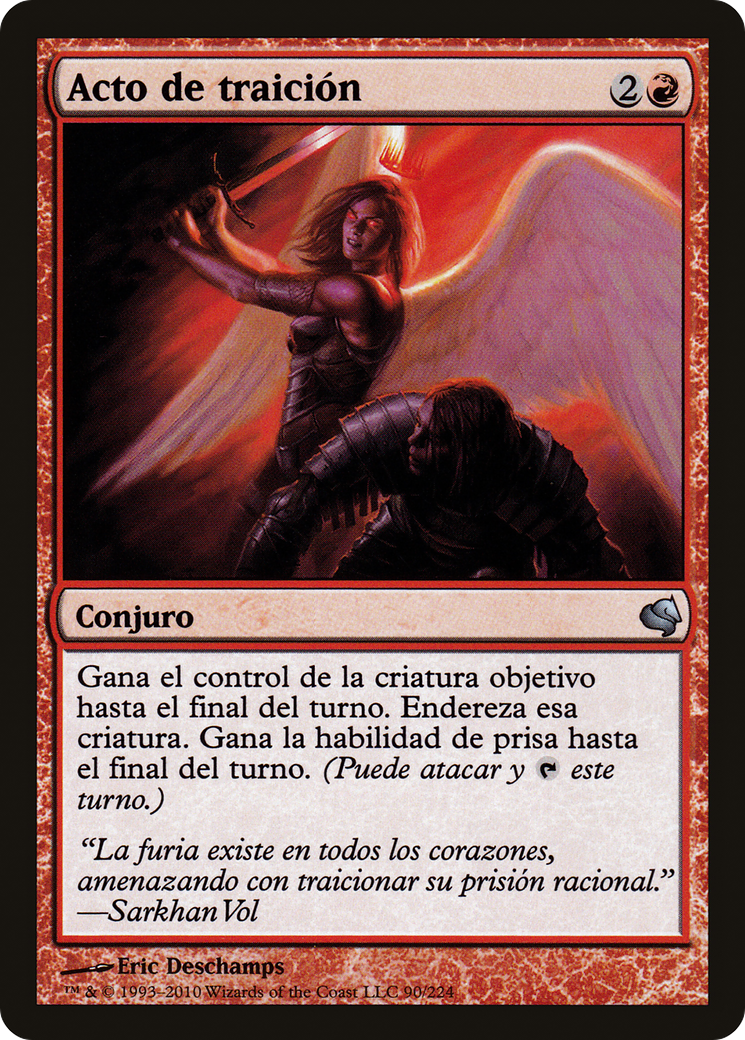 Acto de traición 2
Conjuro
Gana el control de la criatura objetivo
hasta el final del turno. Endereza esa
criatura. Gana la habilidad de prisa hasta
el final del turno. (Puede atacar y este
turno.)
“La furia existe en todos los corazones,
amenazando con traicionar su prisión racional.”
—Sarkhan Vol
Eric Deschamps
™ & © 1993–2010 Wizards of the Coast LLC 90/224